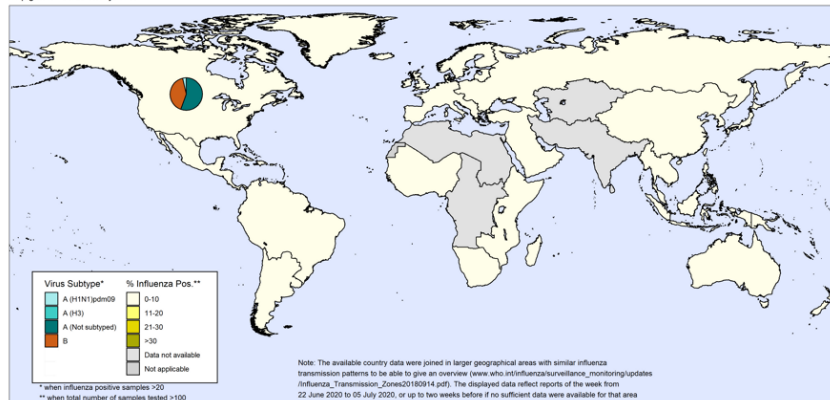 Virus Subtype*
A (H1N1)pdm09
A (H3)
A (Not subtyped)
B
% Influenza Pos.**
0-10
11-20
21-30
>30
Data not available
Not applicable
* when influenza positive samples >20
** when total number of samples tested >100
Note: The available country data were joined in larger geographical areas with similar influenza
transmission patterns to be able to give an overview (www.who.int/influenza/surveillance_monitoring/updates
/Influenza_Transmission_Zones20180914.pdf). The displayed data reflect reports of the week from
22 June 2020 to 05 July 2020, or up to two weeks before if no sufficient data were available for that area